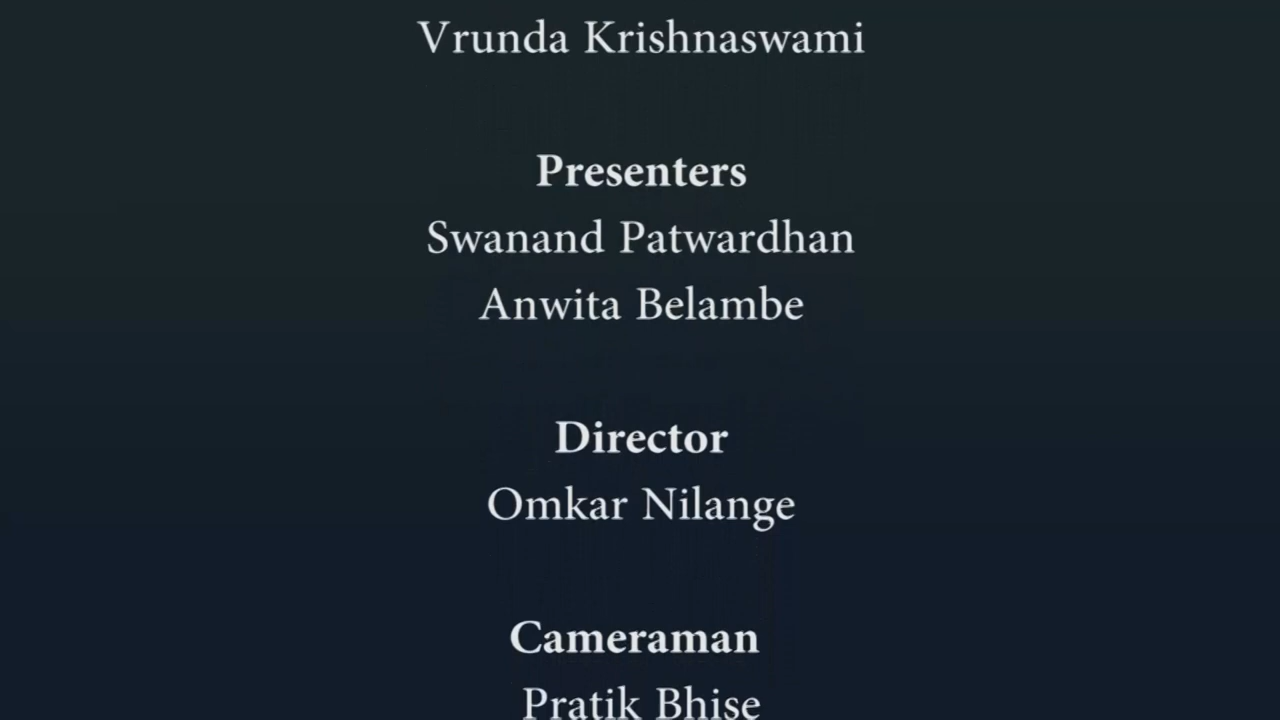 Vrunda Krishnaswami
Presenters
Swanand Patwardhan
Anwita Belambe
Director
Omkar Nilange
Cameraman
Pratik Bhise